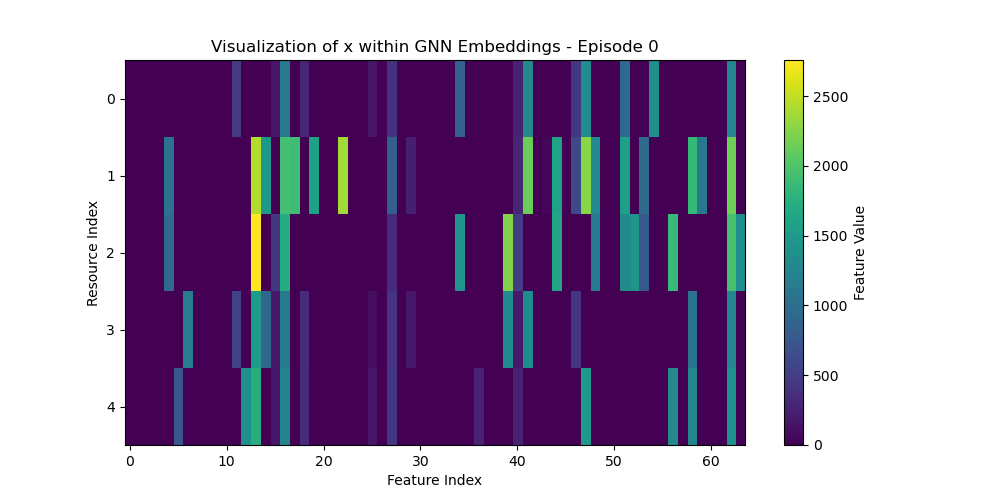 Visualization of x within GNN Embeddings - Episode 0
Resource Index
0
1
2
3
4
0 10 20 30 40 50 60
Feature Index
2500
2000
1500
1000
500
0
Feature Value